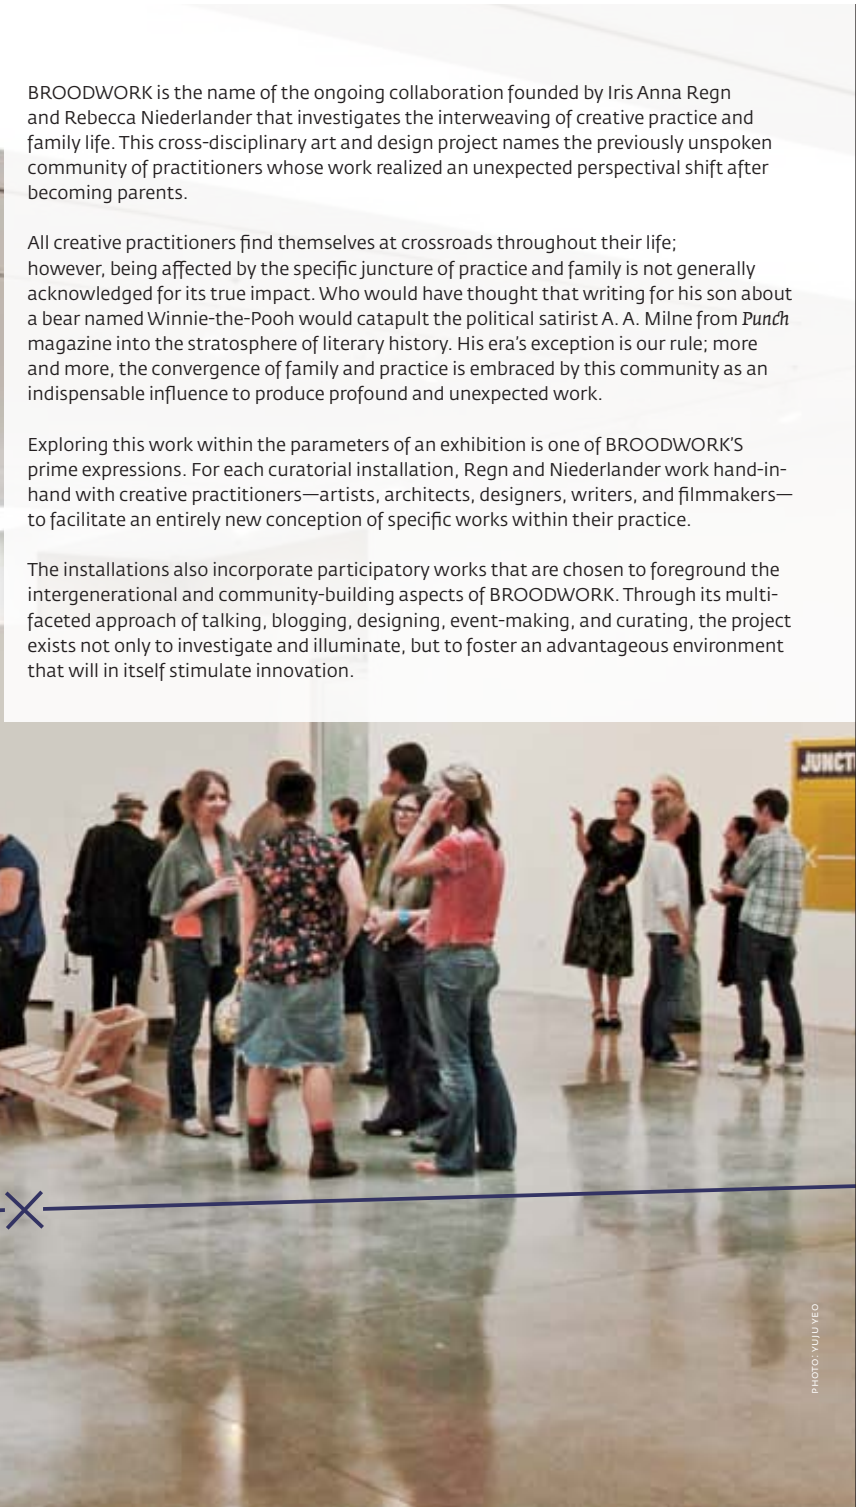 BROODWORK is the name of the ongoing collaboration founded by Iris Anna Regn
and Rebecca Niederlander that investigates the interweaving of creative practice and
family life. This cross-disciplinary art and design project names the previously unspoken
community of practitioners whose work realized an unexpected perspectival shift after
becoming parents.
All creative practitioners find themselves at crossroads throughout their life;
however, being affected by the specific juncture of practice and family is not generally
acknowledged for its true impact. Who would have thought that writing for his son about
a bear named Winnie-the-Pooh would catapult the political satirist A. A. Milne from Punch
magazine into the stratosphere of literary history. His era's exception is our rule; more
and more, the convergence of family and practice is embraced by this community as an
indispensable influence to produce profound and unexpected work.
Exploring this work within the parameters of an exhibition is one of BROODWORK'S
prime expressions. For each curatorial installation, Regn and Niederlander work hand-in-
hand with creative practitioners—artists, architects, designers, writers, and filmmakers—
to facilitate an entirely new conception of specific works within their practice.
The installations also incorporate participatory works that are chosen to foreground the
intergenerational and community-building aspects of BROODWORK. Through its multi-
faceted approach of talking, blogging, designing, event-making, and curating, the project
exists not only to investigate and illuminate, but to foster an advantageous environment
that will in itself stimulate innovation.
JUNCT
PHOTO: YUJU YEO